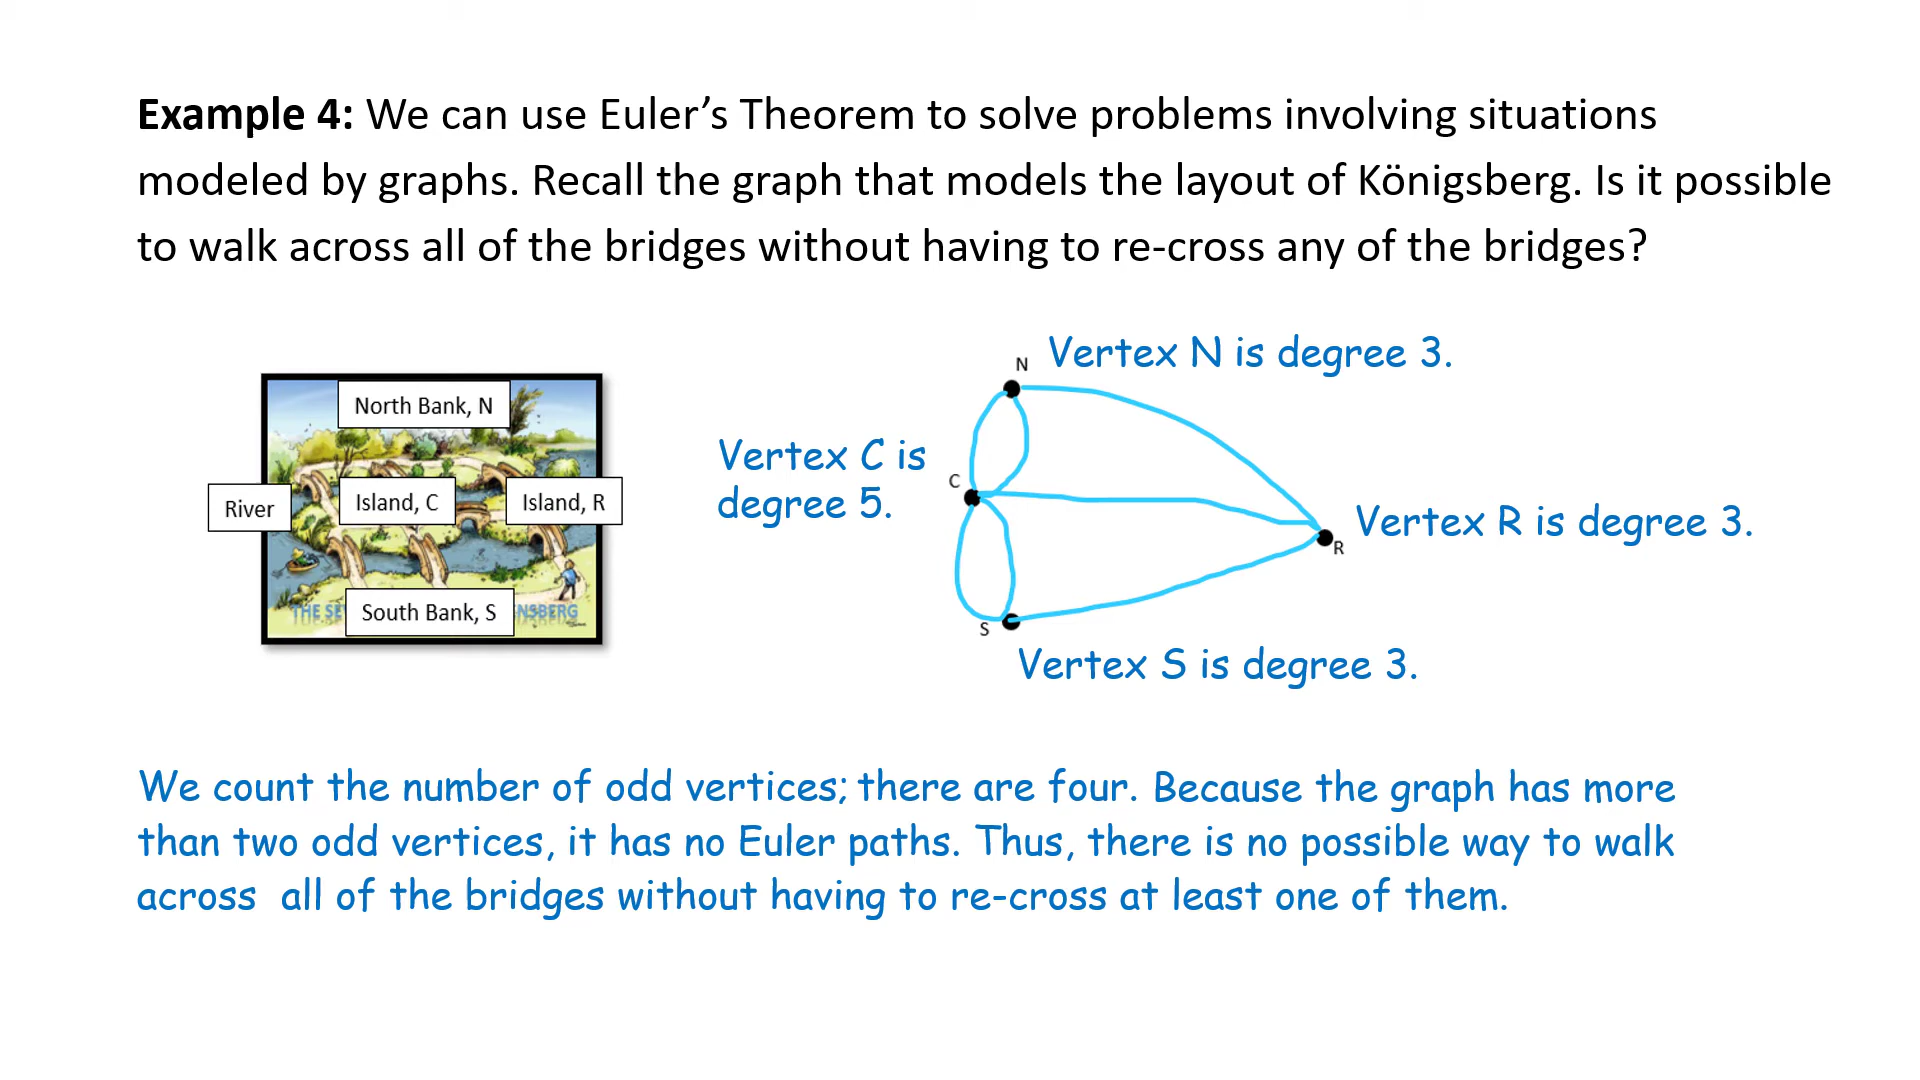 Example 4: We can use Euler’s Theorem to solve problems involving situations
modeled by graphs. Recall the graph that models the layout of Königsberg. Is it possible
to walk across all of the bridges without having to re-cross any of the bridges?
N
Vertex N is degree 3.
North Bank, N
Vertex C is
degree 5.
C
River
Island, C
Island, R
Vertex R is degree 3.
R
THE SE
South Bank, S
NSBERG
S
Vertex S is degree 3.
We count the number of odd vertices; there are four. Because the graph has more
than two odd vertices, it has no Euler paths. Thus, there is no possible way to walk
across all of the bridges without having to re-cross at least one of them.